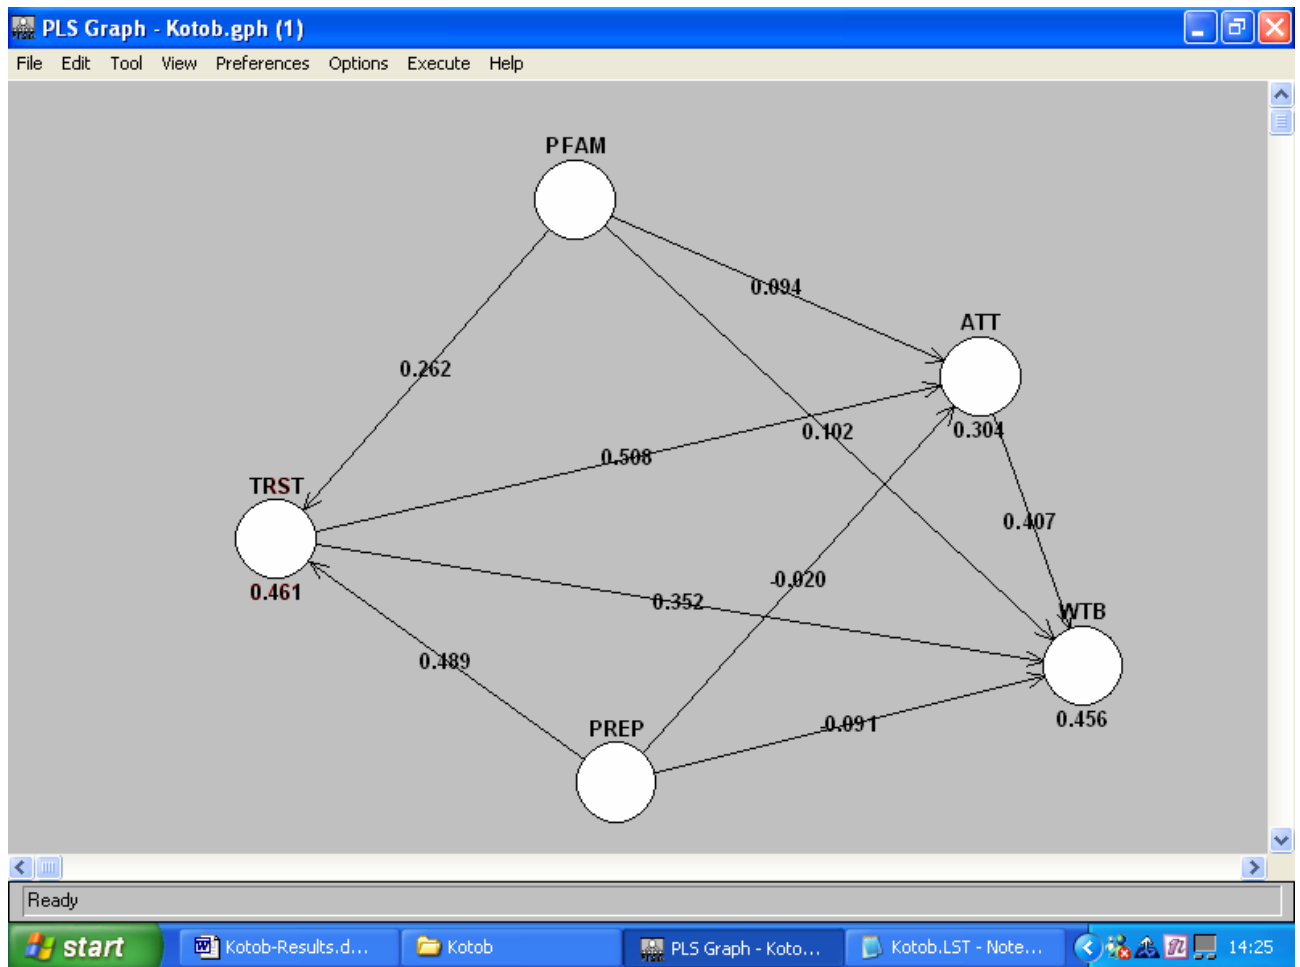 PLS Graph - Kotob.gph (1)
File Edit Tool View Preferences Options Execute Help
PFAM
0.094
ATT
0.262
0.102
0.304
0.508
TRST
0.407
-0.020
0.461
0.352
WTB
0.489
0.456
PREP
-0.091
Ready
start Kotob-Results.d... Kotob PLS Graph - Koto... Kotob.LST - Note... 14:25